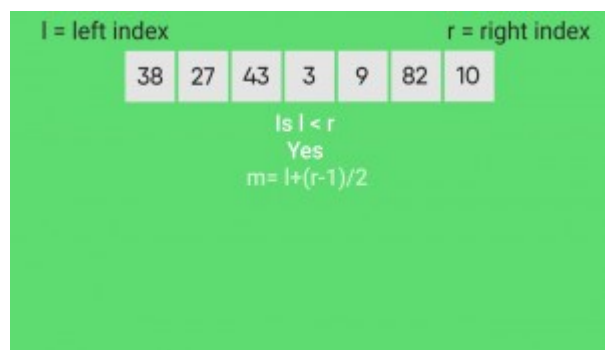 l = left index
r = right index
38 27 43 3 9 82 10
Is l < r
Yes
m= l+(r-1)/2